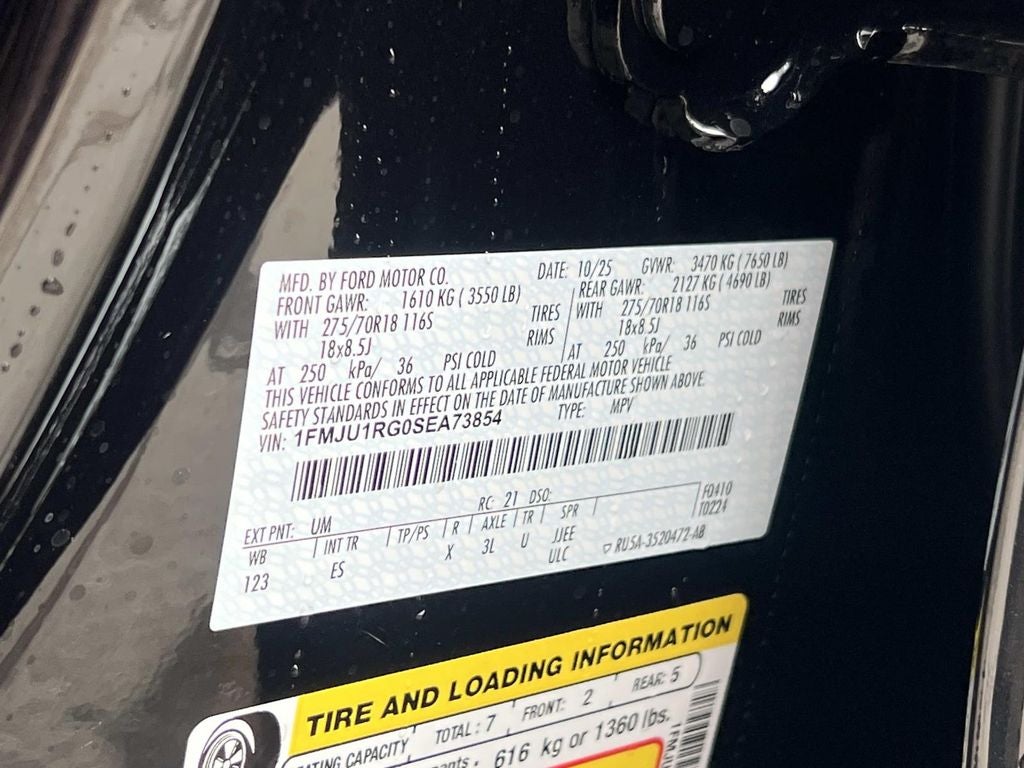 MFD. BY FORD MOTOR CO. DATE: 10/25 GVWR: 3470 KG ( 7650 LB)
FRONT GAWR: 1610 KG ( 3550 LB) REAR GAWR: 2127 KG ( 4690 LB)
WITH 275/70R18 116S TIRES WITH 275/70R18 116S TIRES
18x8.5J RIMS 18x8.5J RIMS
AT 250 kPa/ 36 PSI COLD AT 250 kPa/ 36 PSI COLD
THIS VEHICLE CONFORMS TO ALL APPLICABLE FEDERAL MOTOR VEHICLE
SAFETY STANDARDS IN EFFECT ON THE DATE OF MANUFACTURE SHOWN ABOVE.
VIN: 1FMJU1RG0SEA73854 TYPE: MPV
EXT PNT: UM RC: 21 DSO:
WB INT TR TP/PS R AXLE TR SPR F0410
123 ES X 3L U JJEE T0224
ULC RU5A-3520472-AB
TIRE AND LOADING INFORMATION
CAPACITY TOTAL: 7 FRONT: 2 REAR: 5
616 kg or 1360 lbs.